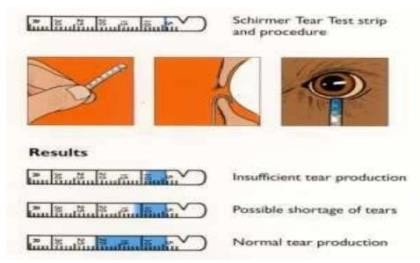 Schirmer Tear Test strip
and procedure
Results
Insufficient tear production
Possible shortage of tears
Normal tear production